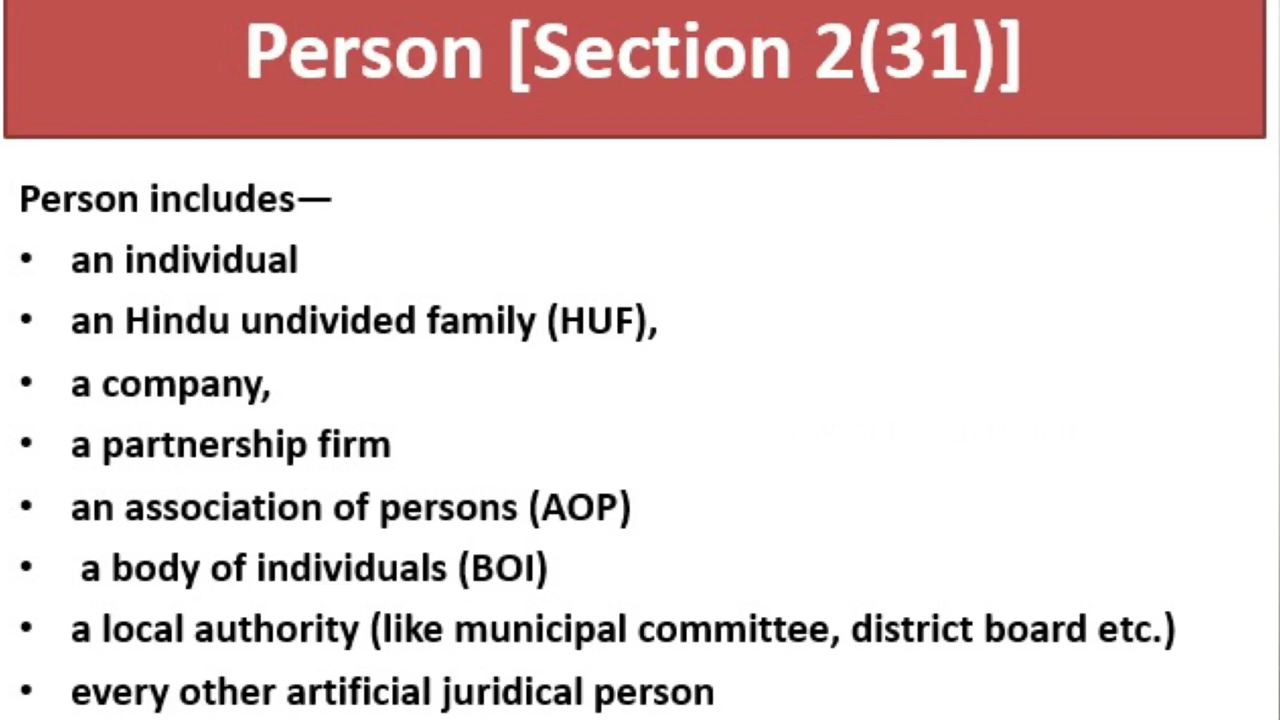 Person [Section 2(31)]
Person includes—
• an individual
• an Hindu undivided family (HUF),
• a company,
• a partnership firm
• an association of persons (AOP)
• a body of individuals (BOI)
• a local authority (like municipal committee, district board etc.)
• every other artificial juridical person